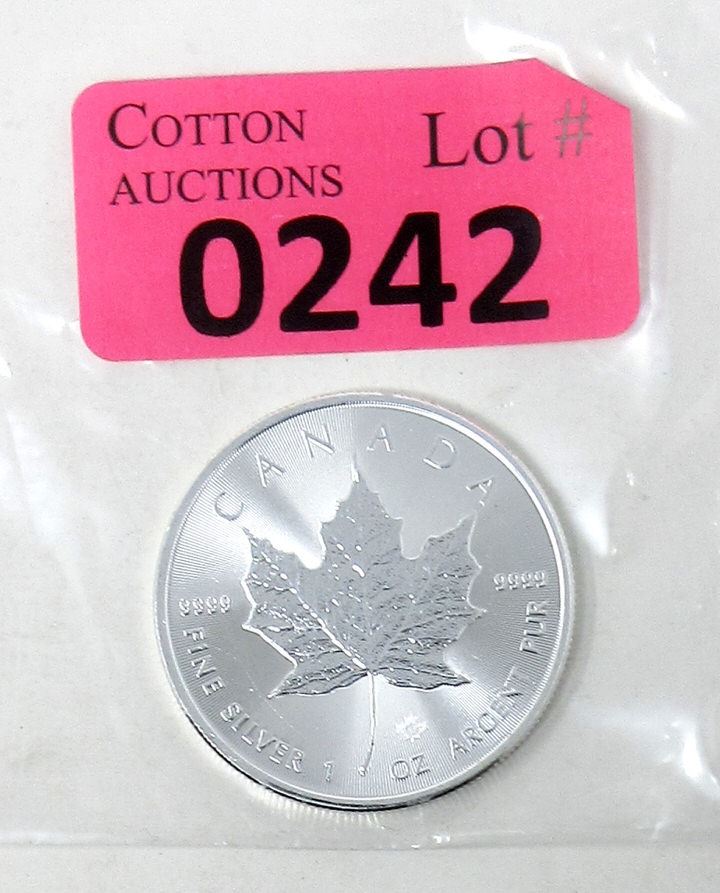 COTTON
AUCTIONS
Lot #
0242
CANADA
9999
9999
FINE SILVER 1 OZ ARGENT PUR